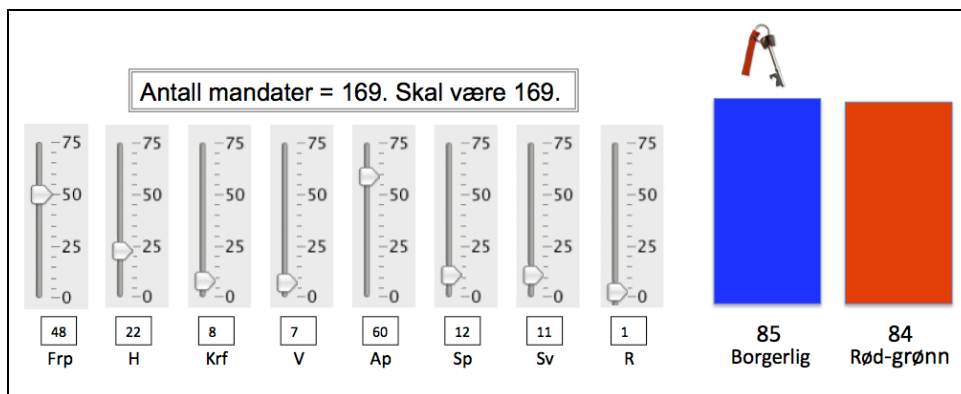 Antall mandater = 169. Skal være 169.
75 75 75 75 75 75 75 75
50 50 50 50 50 50 50 50
25 25 25 25 25 25 25 25
0 0 0 0 0 0 0 0
48 22 8 7 60 12 11 1
Frp H Krf V Ap Sp Sv R
85 84
Borgerlig Rød-grønn